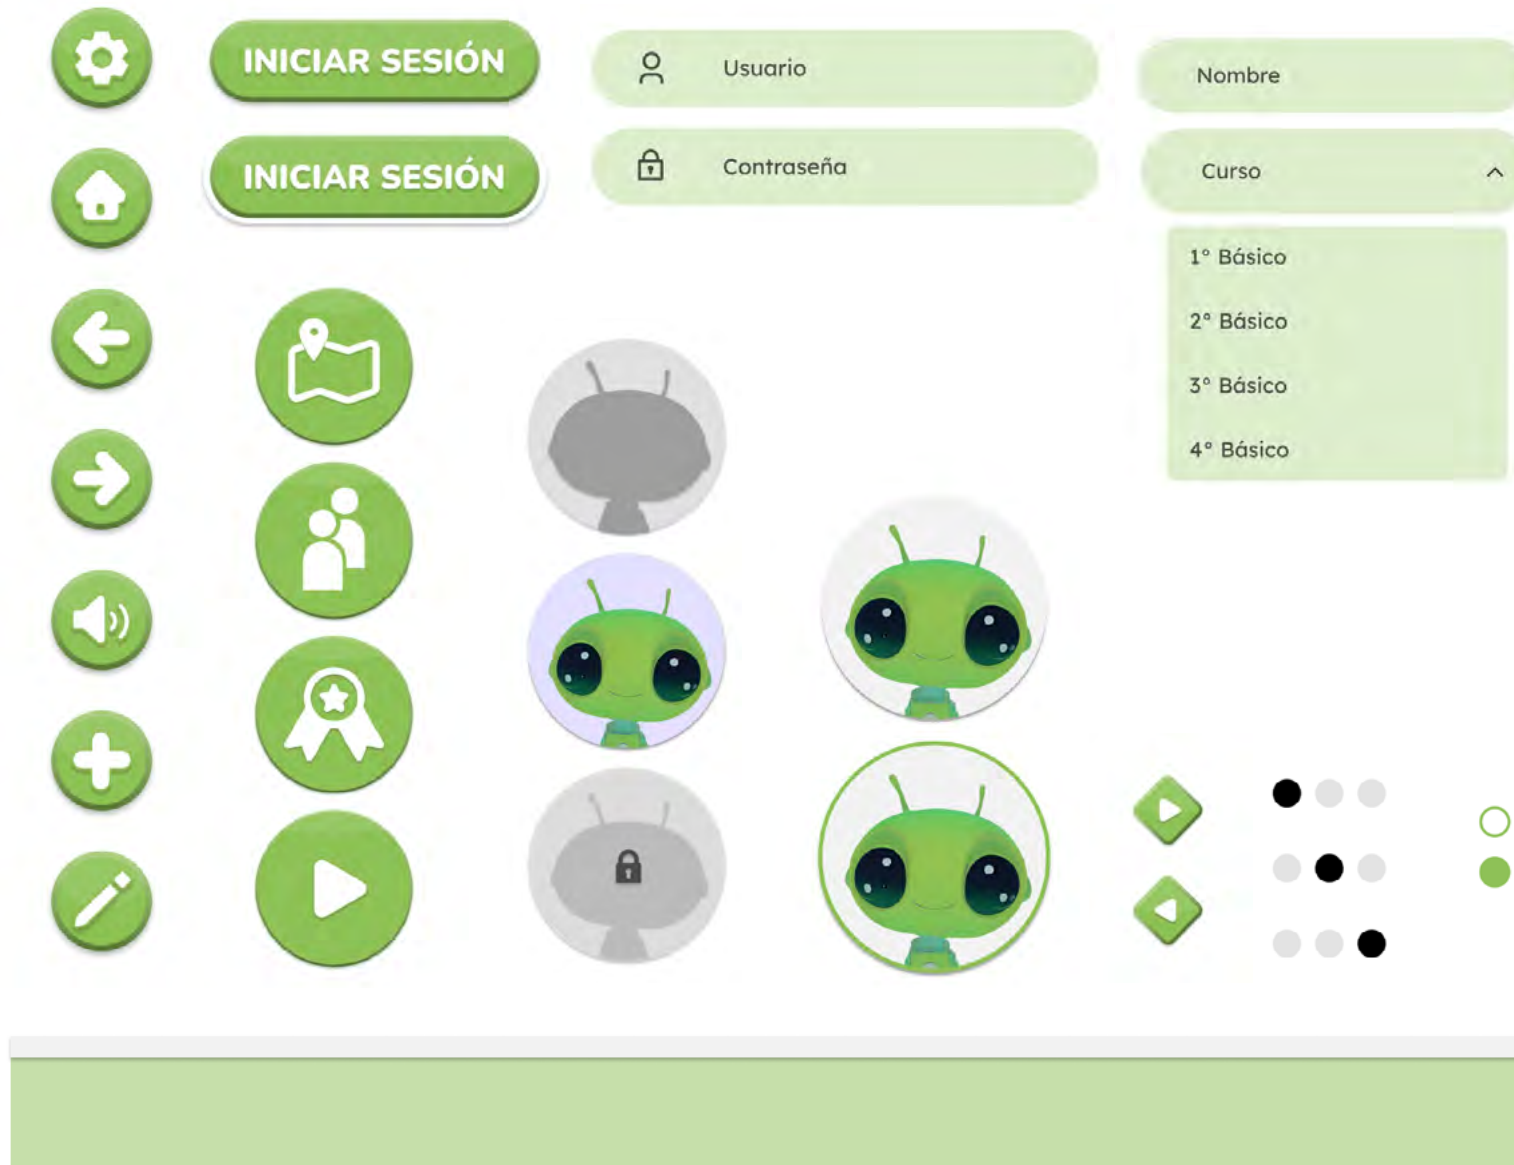 INICIAR SESIÓN
Usuario
Nombre
INICIAR SESIÓN
Contraseña
Curso
1° Básico
2° Básico
3° Básico
4° Básico